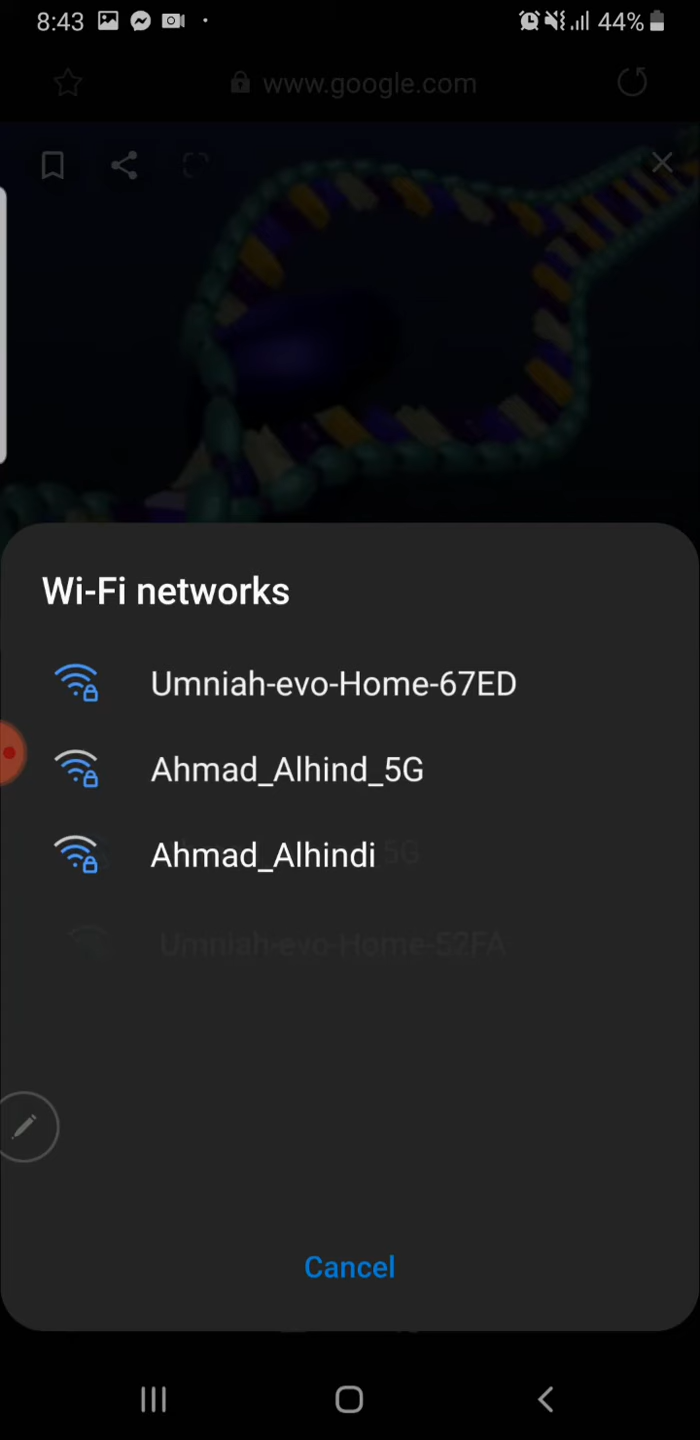 8:43
44%
www.google.com
Wi-Fi networks
Umniah-evo-Home-67ED
Ahmad_Alhind_5G
Ahmad_Alhindi
5G
Umniah-evo-Home-52FA
Cancel